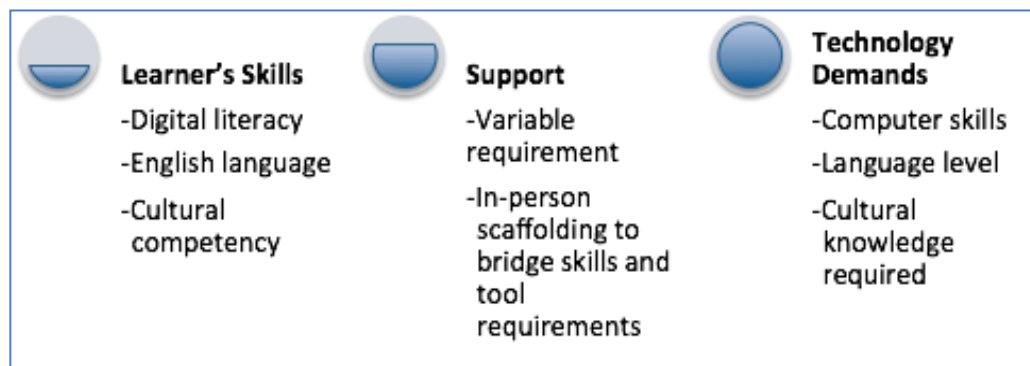 Learner’s Skills
-Digital literacy
-English language
-Cultural
competency
Support
-Variable
requirement
-In-person
scaffolding to
bridge skills and
tool
requirements
Technology
Demands
-Computer skills
-Language level
-Cultural
knowledge
required